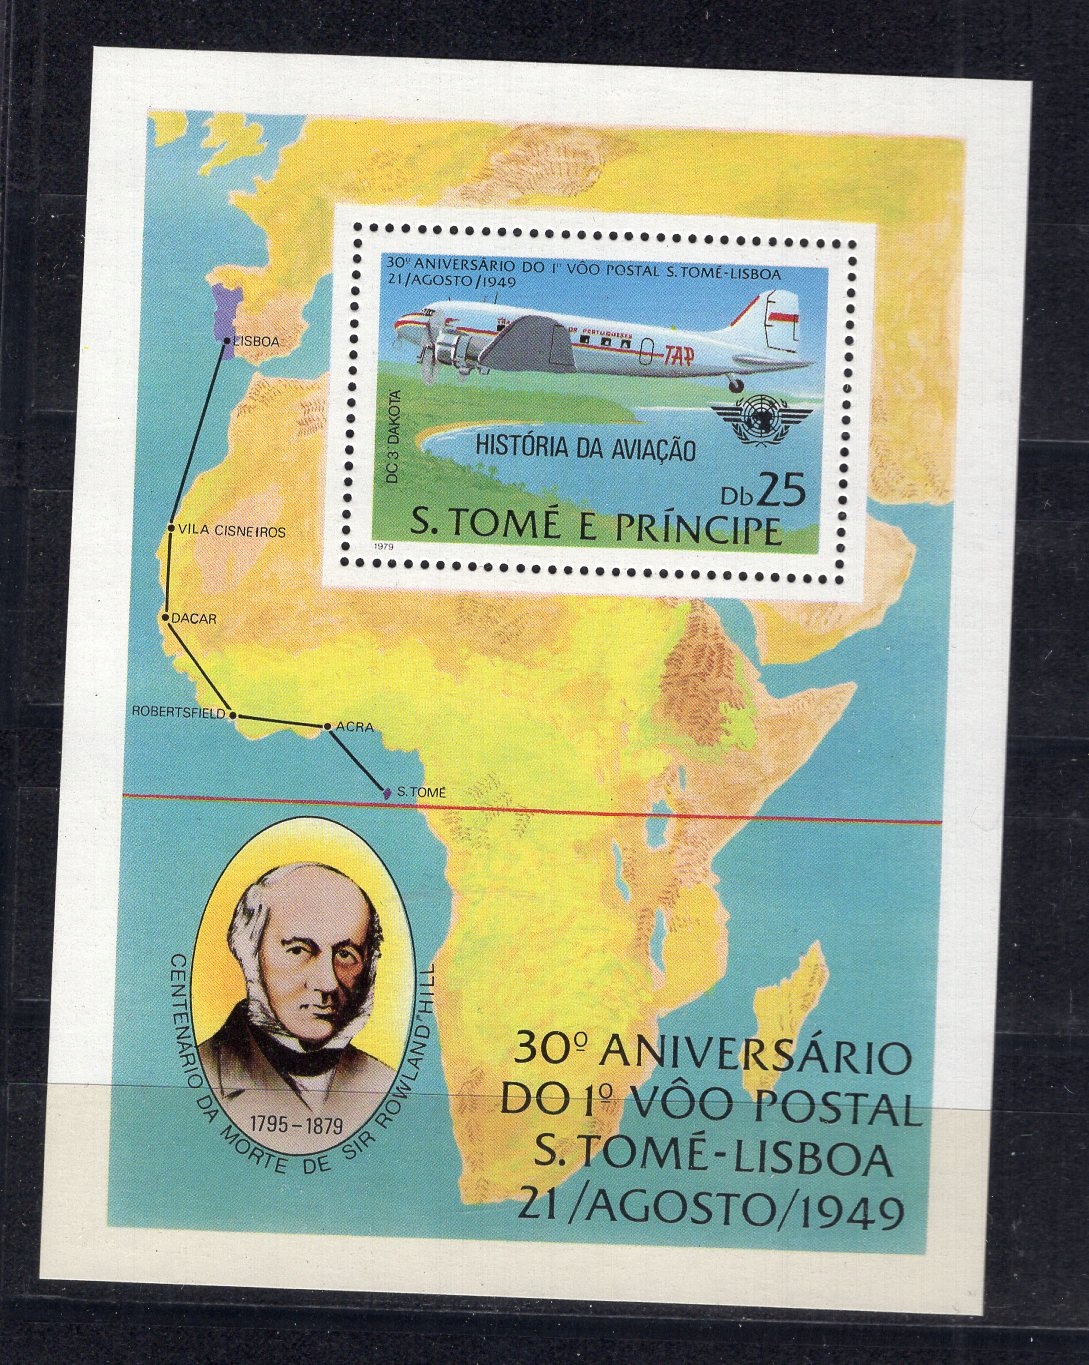 30º ANIVERSÁRIO DO 1º VÔO POSTAL S. TOMÉ-LISBOA
21/AGOSTO/1949
PORTUGUESES
TAP
DC 3 DAKOTA
HISTÓRIA DA AVIAÇÃO
Db 25
S. TOMÉ E PRÍNCIPE
1979
LISBOA
VILA CISNEIROS
DACAR
ROBERTSFIELD
ACRA
S. TOMÉ
1795-1879
CENTENÁRIO DA MORTE DE SIR ROWLAND HILL
30º ANIVERSÁRIO
DO 1º VÔO POSTAL
S. TOMÉ-LISBOA
21/AGOSTO/1949